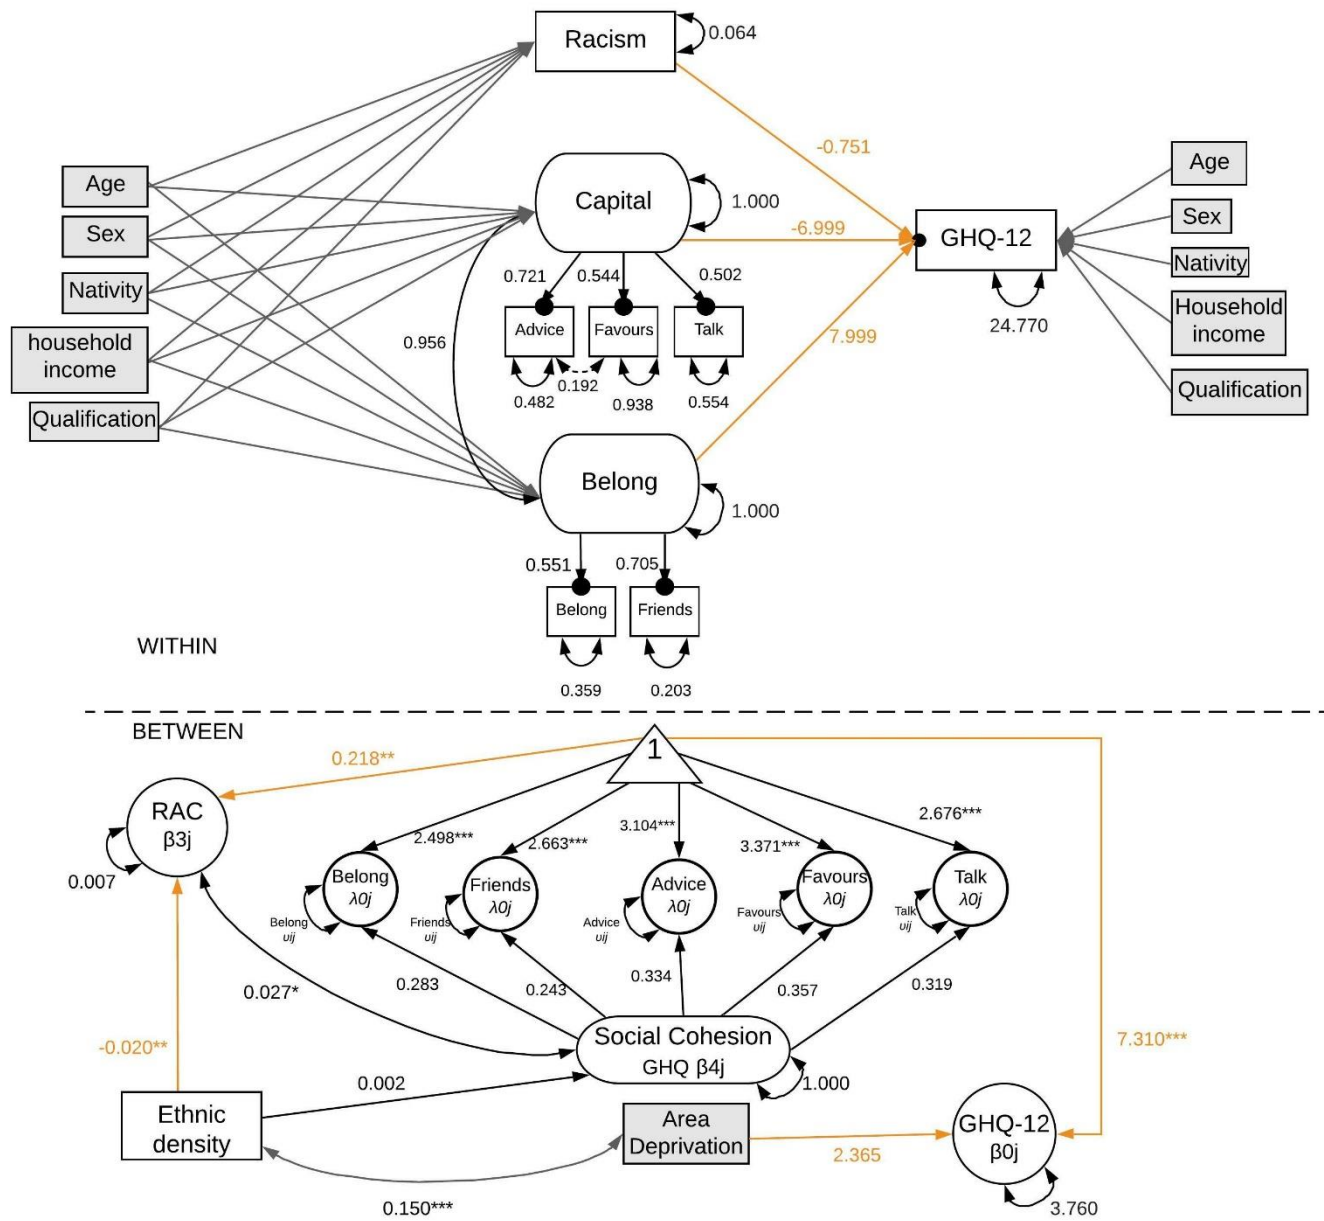 Racism
0.064
-0.751
Age
Sex
Nativity
household
income
Qualification
Capital
1.000
-6.999
0.721
0.544
0.502
Advice
Favours
Talk
0.192
0.482
0.938
0.554
0.956
GHQ-12
24.770
Age
Sex
Nativity
Household
income
Qualification
7.999
Belong
1.000
0.551
0.705
Belong
Friends
0.359
0.203
WITHIN
BETWEEN
1
0.218**
RAC
β3j
0.007
2.498***
2.663***
3.104***
3.371***
2.676***
Belong
λ0j
Friends
λ0j
Advice
λ0j
Favours
λ0j
Talk
λ0j
Belong
υij
Friends
υij
Advice
υij
Favours
υij
Talk
υij
0.283
0.243
0.334
0.357
0.319
0.027*
-0.020**
Social Cohesion
GHQ β4j
1.000
0.002
7.310***
Ethnic
density
Area
Deprivation
2.365
GHQ-12
β0j
3.760
0.150***